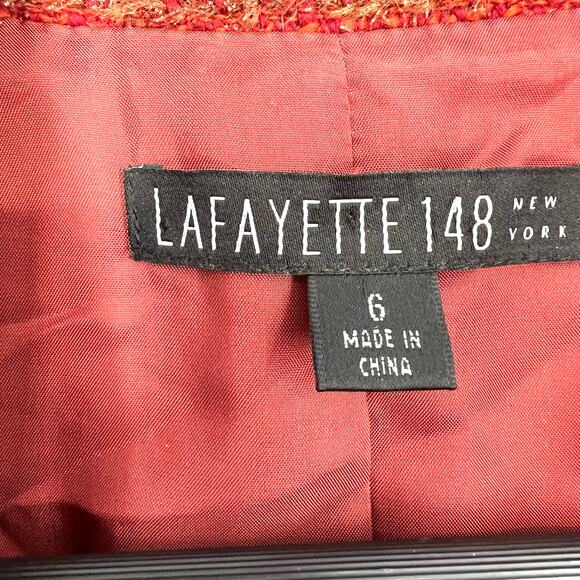 LAFAYETTE 148 NEW YORK
6
MADE IN
CHINA